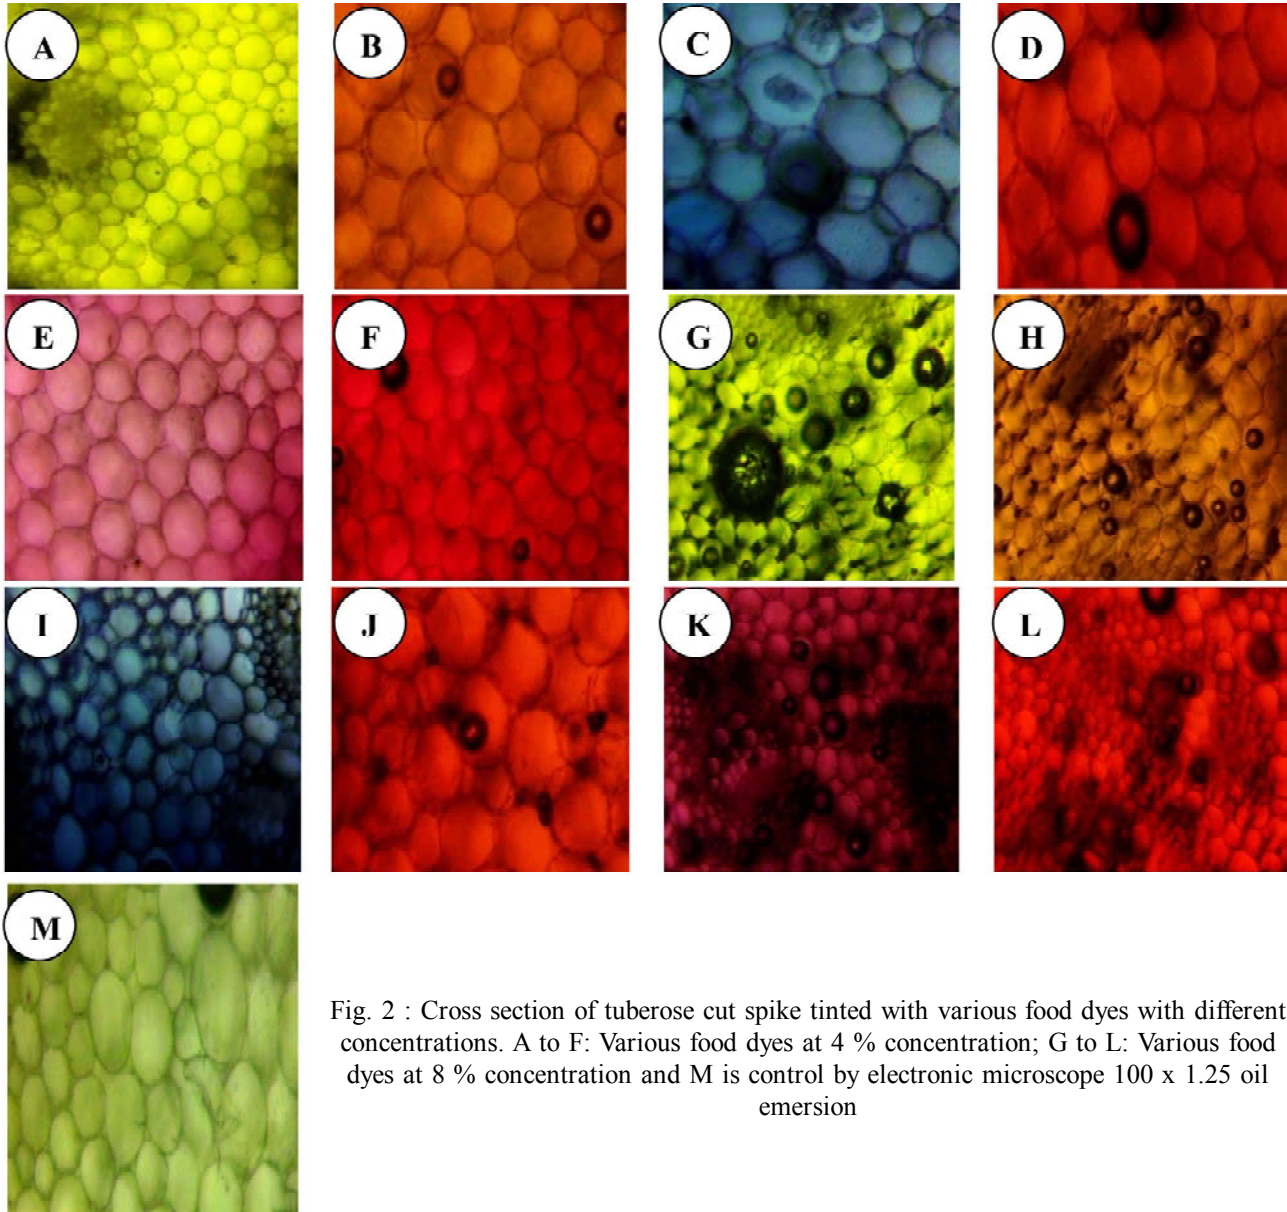 A
B
C
D
E
F
G
H
I
J
K
L
M
Fig. 2 : Cross section of tuberose cut spike tinted with various food dyes with different
concentrations. A to F: Various food dyes at 4 % concentration; G to L: Various food
dyes at 8 % concentration and M is control by electronic microscope 100 x 1.25 oil
emersion